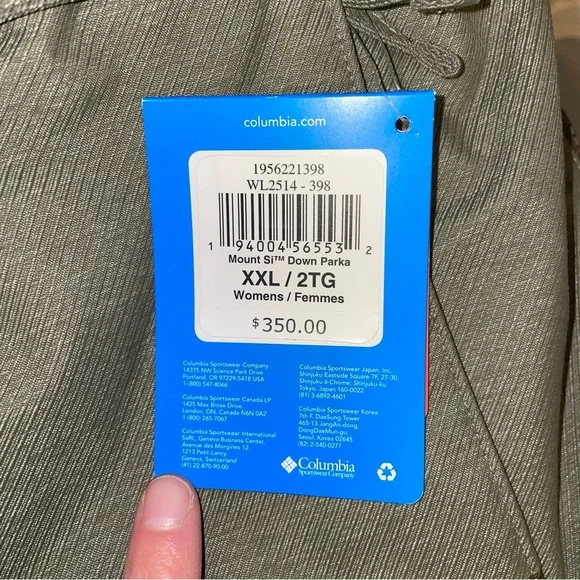 columbia.com
1956221398
WL2514 - 398
1 94004 56553 2
Mount Si™ Down Parka
XXL / 2TG
Womens / Femmes
$350.00
Columbia Sportswear Company
14375 NW Science Park Drive
Portland, OR 97229-5418 USA
1 (800) 547-8066
Columbia Sportswear Canada LP
1425 Max Brose Drive,
London, ON, Canada N6N 0A2
1-(800) 265-7067
Columbia Sportswear International
SaRL, Geneva Business Center,
Avenue des Morgines 12,
1213 Petit-Lancy
Geneva, Switzerland
(41) 22-870-90-00
Columbia Sportswear Japan, Inc.
Shinjuku Eastside Square 7F, 27-30,
Shinjuku 6-Chome, Shinjuku-ku
Tokyo, Japan 160-0022
(81) 3-6892-4601
Columbia Sportswear Korea
7th F, DaeSung Tower
465-13 JangAn-dong,
DongDaeMun-gu,
Seoul, Korea 02645
(82) 2-540-0277
Columbia
Sportswear Company